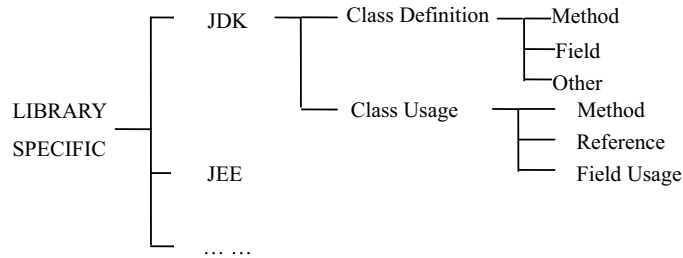 LIBRARY
SPECIFIC
JDK
Class Definition
Method
Field
Other
Class Usage
Method
Reference
Field Usage
JEE
… …